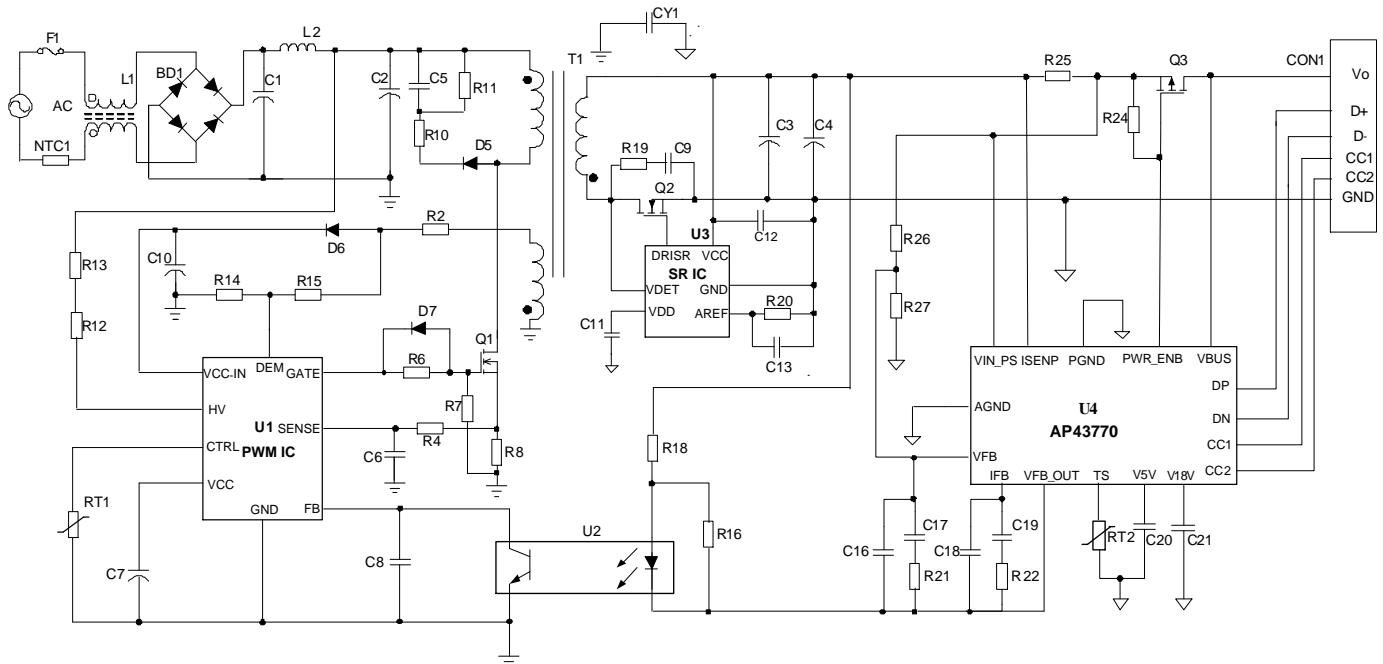 CY1
F1
L2
T1
R25
Q3
CON1
Vo
L1
BD1
AC
C1
C2
C5
R11
C3
C4
R24
D+
D-
NTC1
R10
D5
R19
C9
CC1
Q2
CC2
GND
R2
D6
C12
R26
U3
DRISR
VCC
SR IC
R13
C10
R14
R15
VDET
GND
VDD
AREF
R20
R27
R12
D7
C11
Q1
C13
VCC-IN
DEM
GATE
R6
VIN_PS
ISENP
PGND
PWR_ENB
VBUS
DP
HV
R7
AGND
U4
DN
U1
SENSE
AP43770
CTRL
PWM IC
R4
R8
R18
CC1
C6
VFB
CC2
VCC
IFB
VFB_OUT
TS
V5V
V18V
RT1
GND
FB
U2
R16
C17
C19
C16
C18
RT2
C20
C21
C7
C8
R21
R22